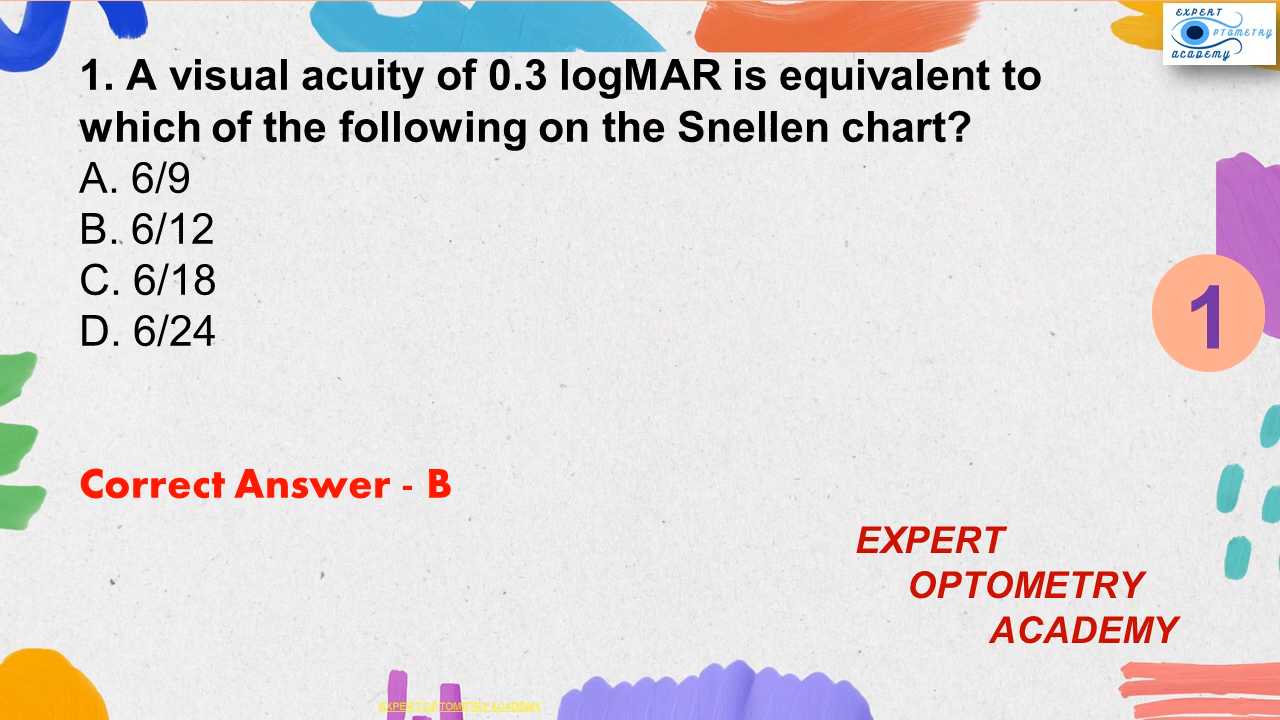 EXPERT
OPTOMETRY
ACADEMY
1. A visual acuity of 0.3 logMAR is equivalent to
which of the following on the Snellen chart?
A. 6/9
B. 6/12
C. 6/18
D. 6/24
1
Correct Answer - B
EXPERT
OPTOMETRY
ACADEMY
EXPERT OPTOMETRY ACADEMY